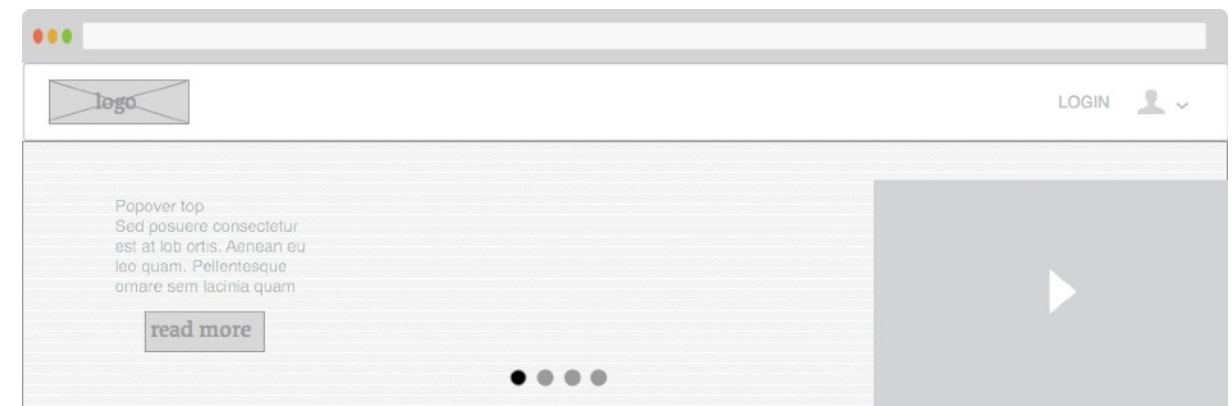 logo
LOGIN
Popover top
Sed posuere consectetur
est at lob ortis. Aenean eu
leo quam. Pellentesque
ornare sem lacinia quam
read more